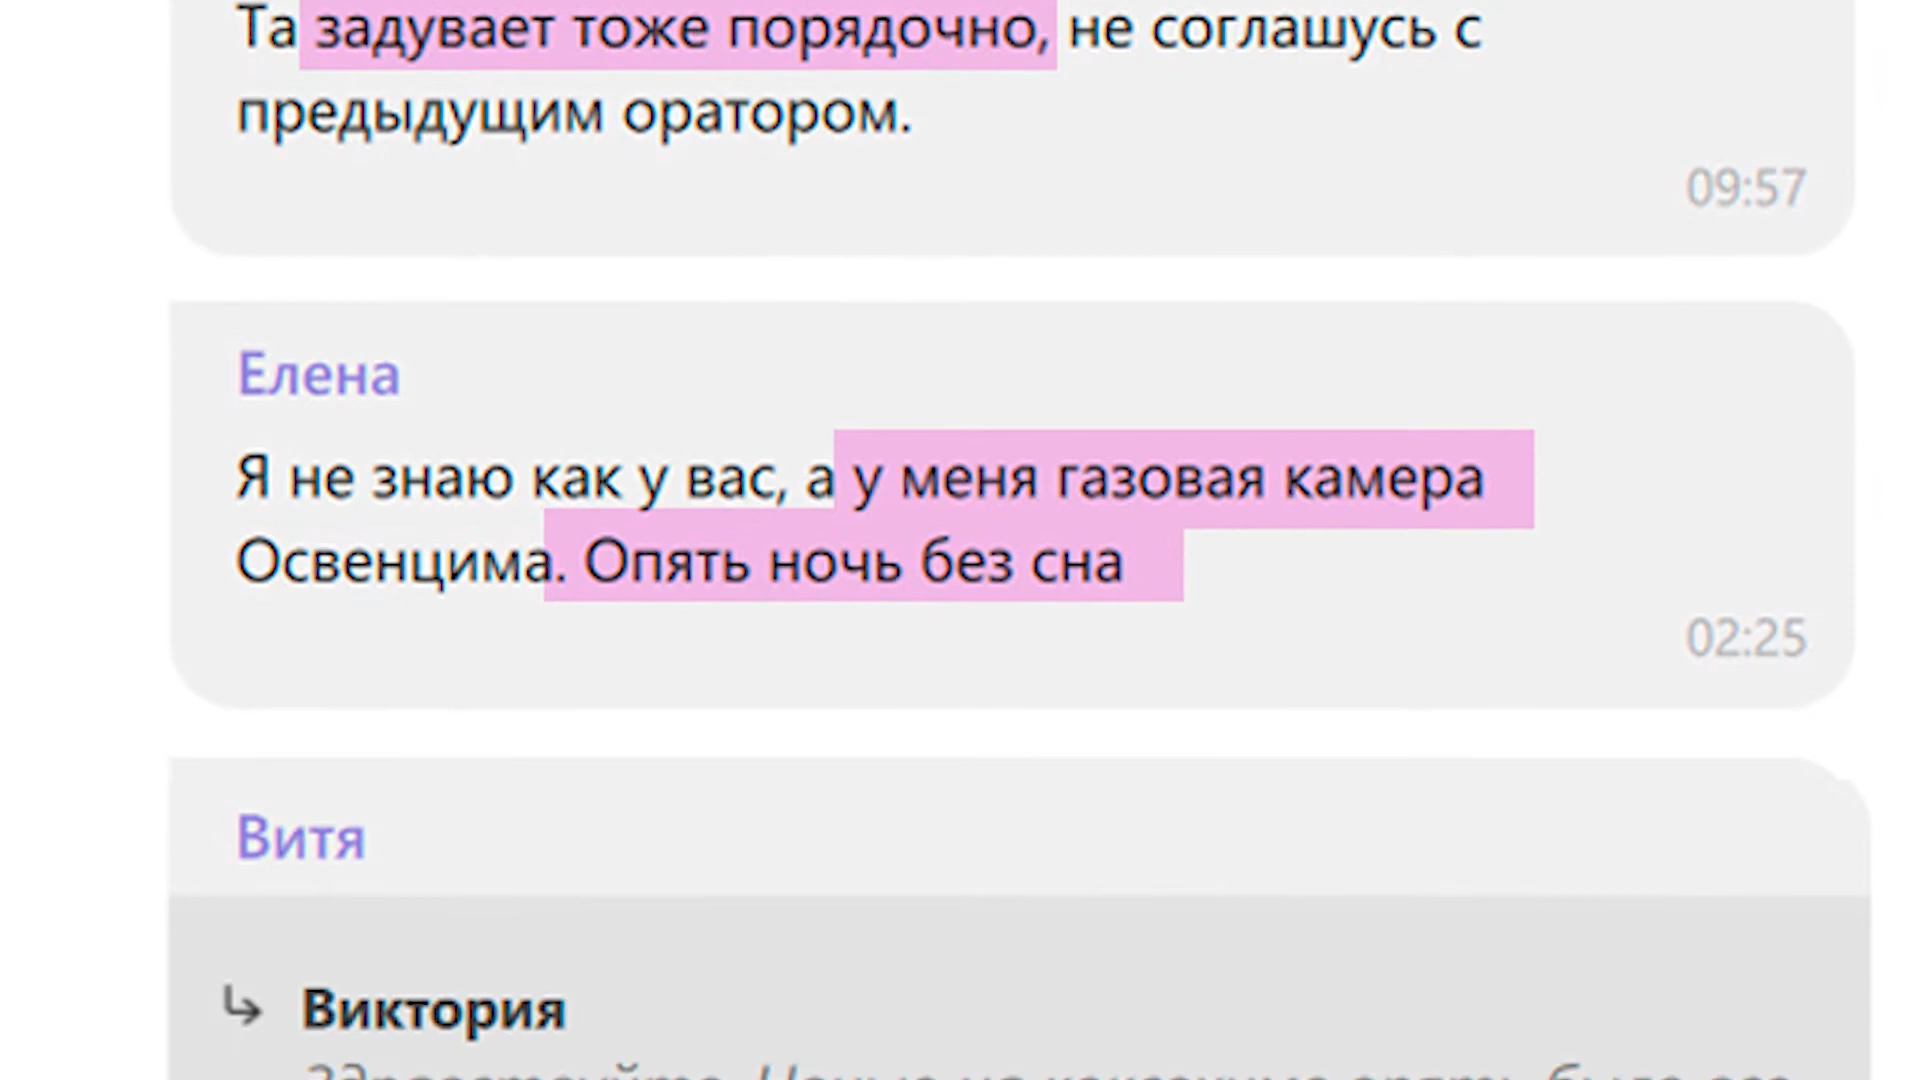 Та задувает тоже порядочно, не соглашусь с
предыдущим оратором.
09:57
Елена
Я не знаю как у вас, а у меня газовая камера
Освенцима. Опять ночь без сна
02:25
Витя
Виктория